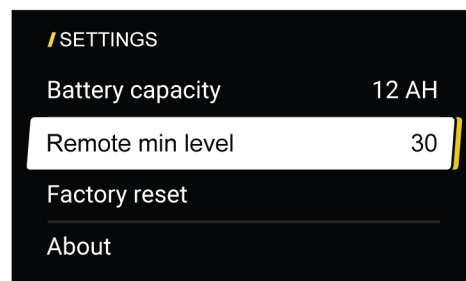 SETTINGS
Battery capacity 12 AH
Remote min level 30
Factory reset
About